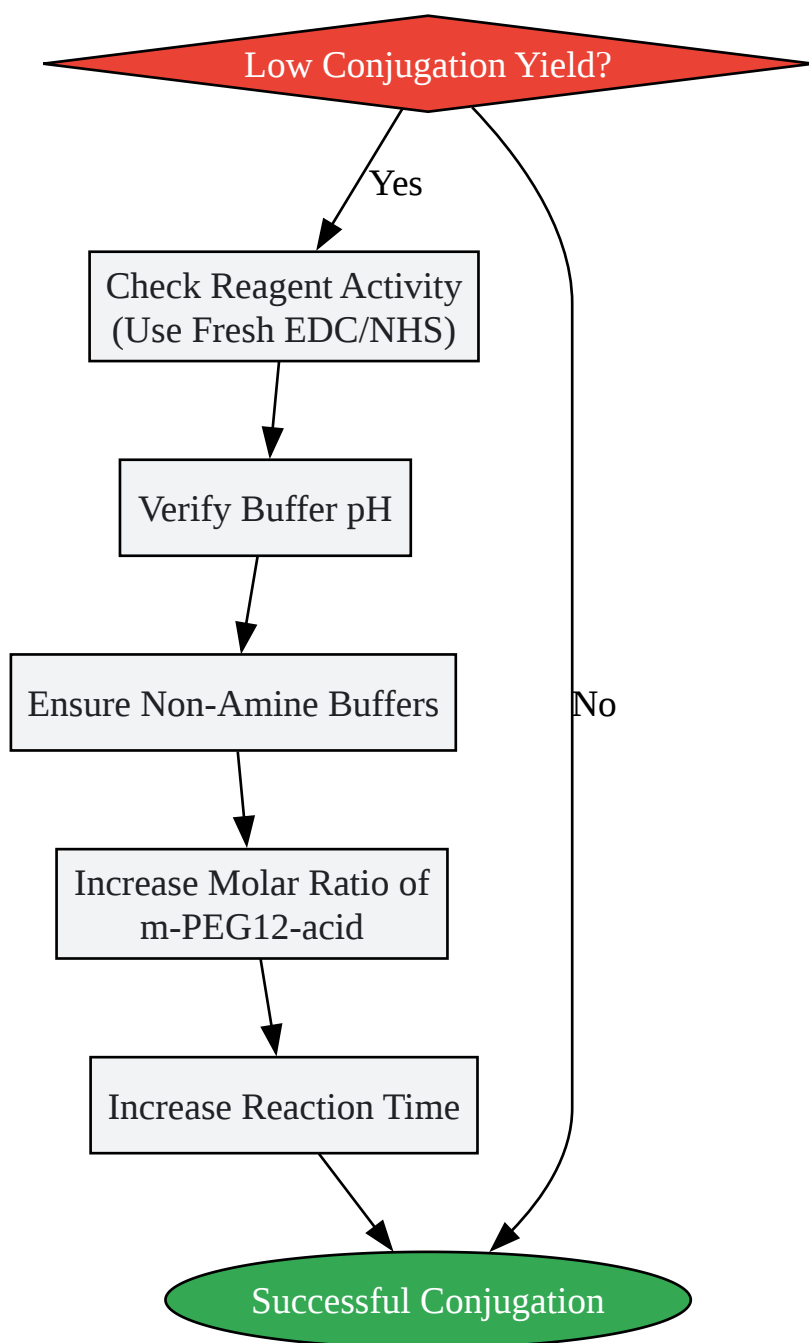 Low Conjugation Yield?
Yes
Check Reagent Activity
(Use Fresh EDC/NHS)
Verify Buffer pH
Ensure Non-Amine Buffers
No
Increase Molar Ratio of
m-PEG12-acid
Increase Reaction Time
Successful Conjugation